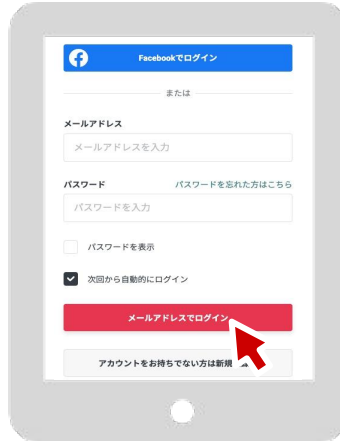 Facebookでログイン
または
メールアドレス
メールアドレスを入力
パスワード パスワードを忘れた方はこちら
パスワードを入力
パスワードを表示
次回から自動的にログイン
メールアドレスでログイン
アカウントをお持ちでない方は新規